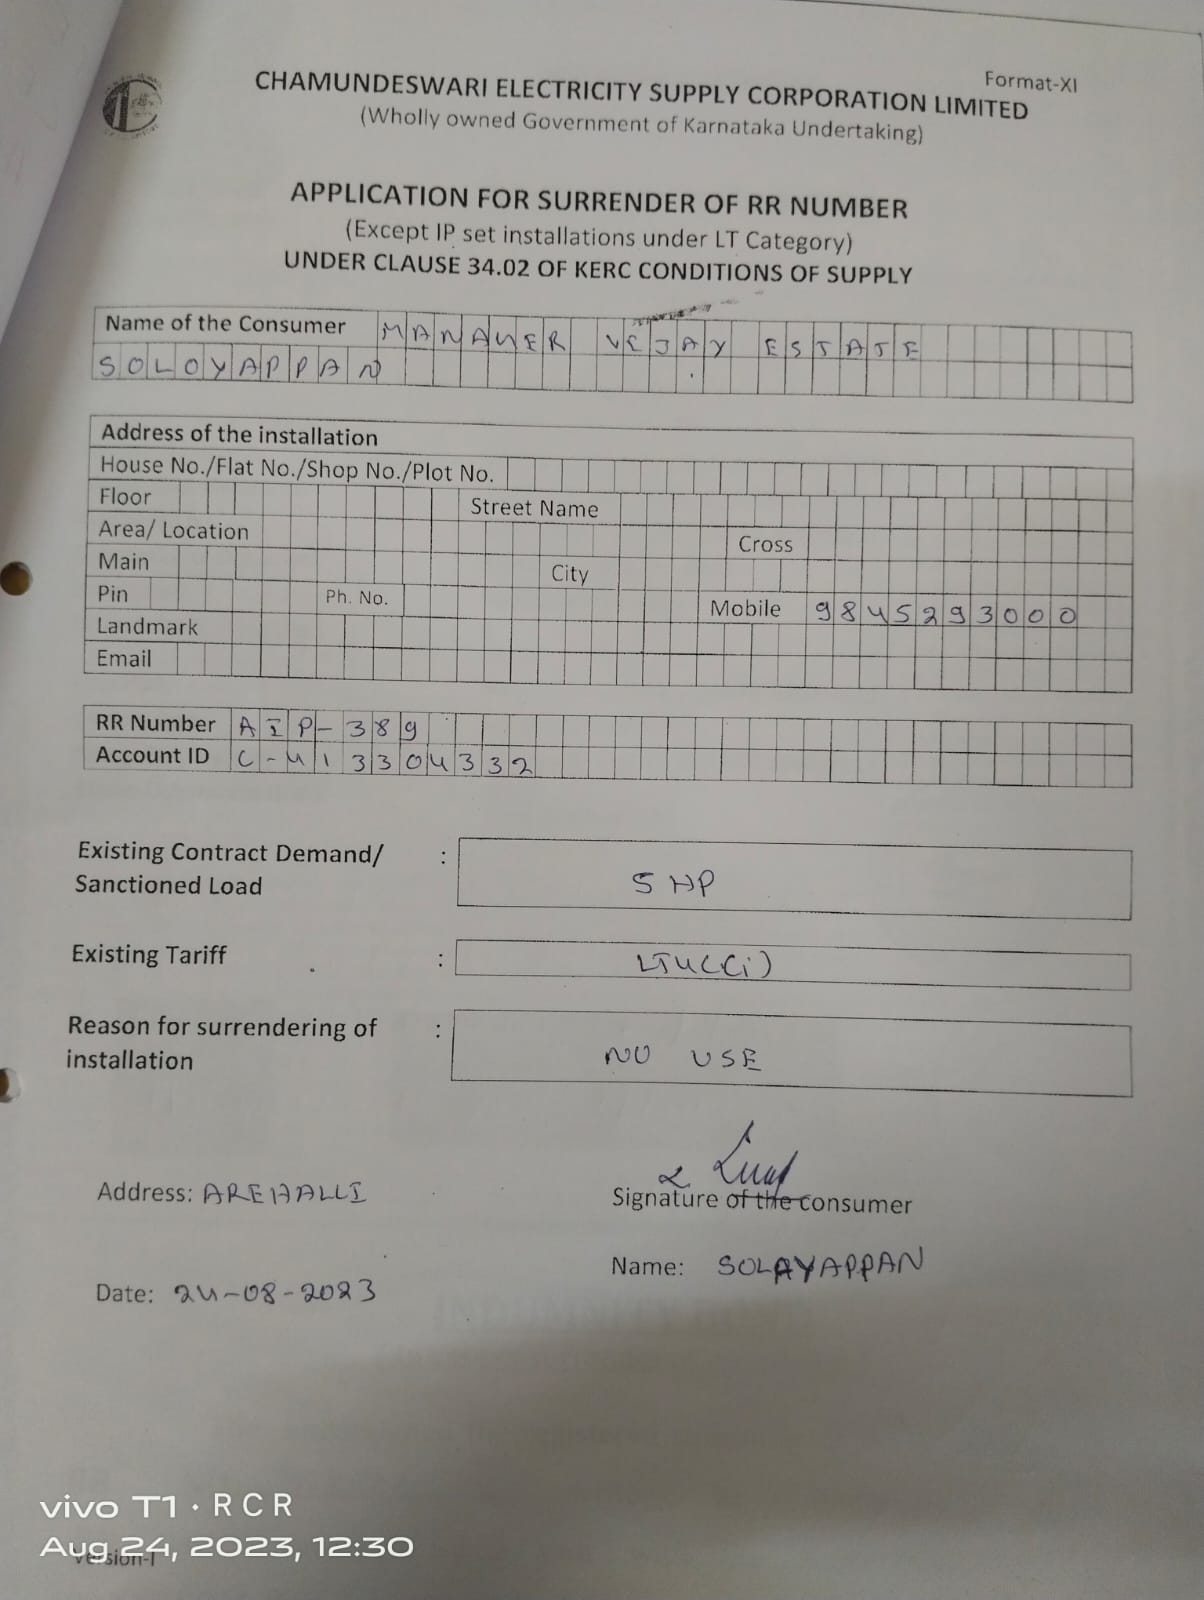 Format-XI
CHAMUNDESWARI ELECTRICITY SUPPLY CORPORATION LIMITED
(Wholly owned Government of Karnataka Undertaking)
APPLICATION FOR SURRENDER OF RR NUMBER
(Except IP set installations under LT Category)
UNDER CLAUSE 34.02 OF KERC CONDITIONS OF SUPPLY
Name of the Consumer MANAUER VEJAY ESTATE
SOLOYAPPAN
Address of the installation
House No./Flat No./Shop No./Plot No.
Floor Street Name
Area/ Location Cross
Main City
Pin Ph. No. Mobile 9845293000
Landmark
Email
RR Number AIP-389
Account ID C-413304332
Existing Contract Demand/ : 5 HP
Sanctioned Load
Existing Tariff :
Reason for surrendering of : NO USE
installation
Address: AREHALLI
Signature of the consumer
Name: SOLAYAPPAN
Date: 24-08-2023
vivo T1 · RCR
Aug 24, 2023, 12:30
Version-I